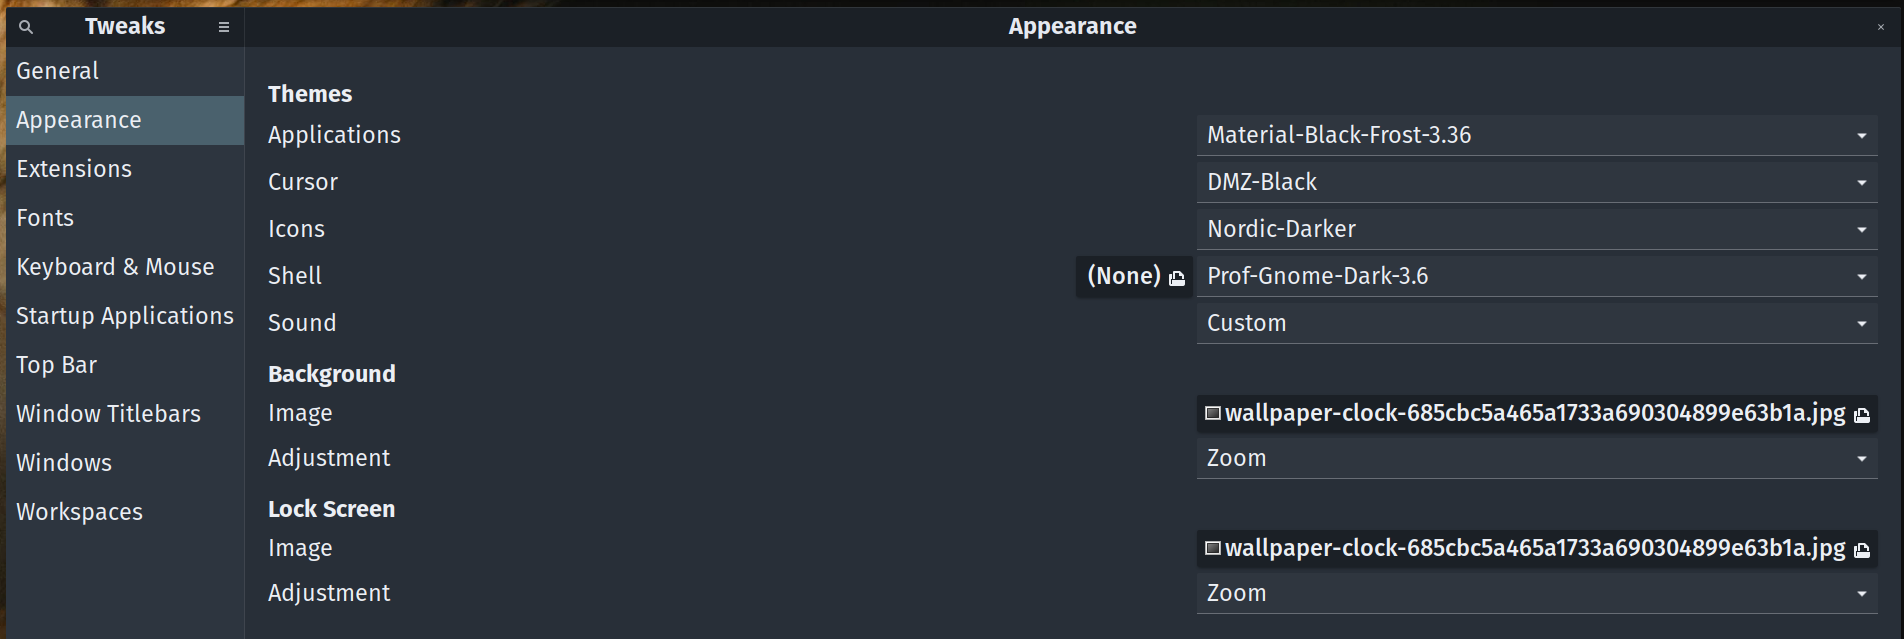 Tweaks
Appearance
General
Appearance
Extensions
Fonts
Keyboard & Mouse
Startup Applications
Top Bar
Window Titlebars
Windows
Workspaces
Themes
Applications Material-Black-Frost-3.36
Cursor DMZ-Black
Icons Nordic-Darker
Shell (None) Prof-Gnome-Dark-3.6
Sound Custom
Background
Image wallpaper-clock-685cbc5a465a1733a690304899e63b1a.jpg
Adjustment Zoom
Lock Screen
Image wallpaper-clock-685cbc5a465a1733a690304899e63b1a.jpg
Adjustment Zoom